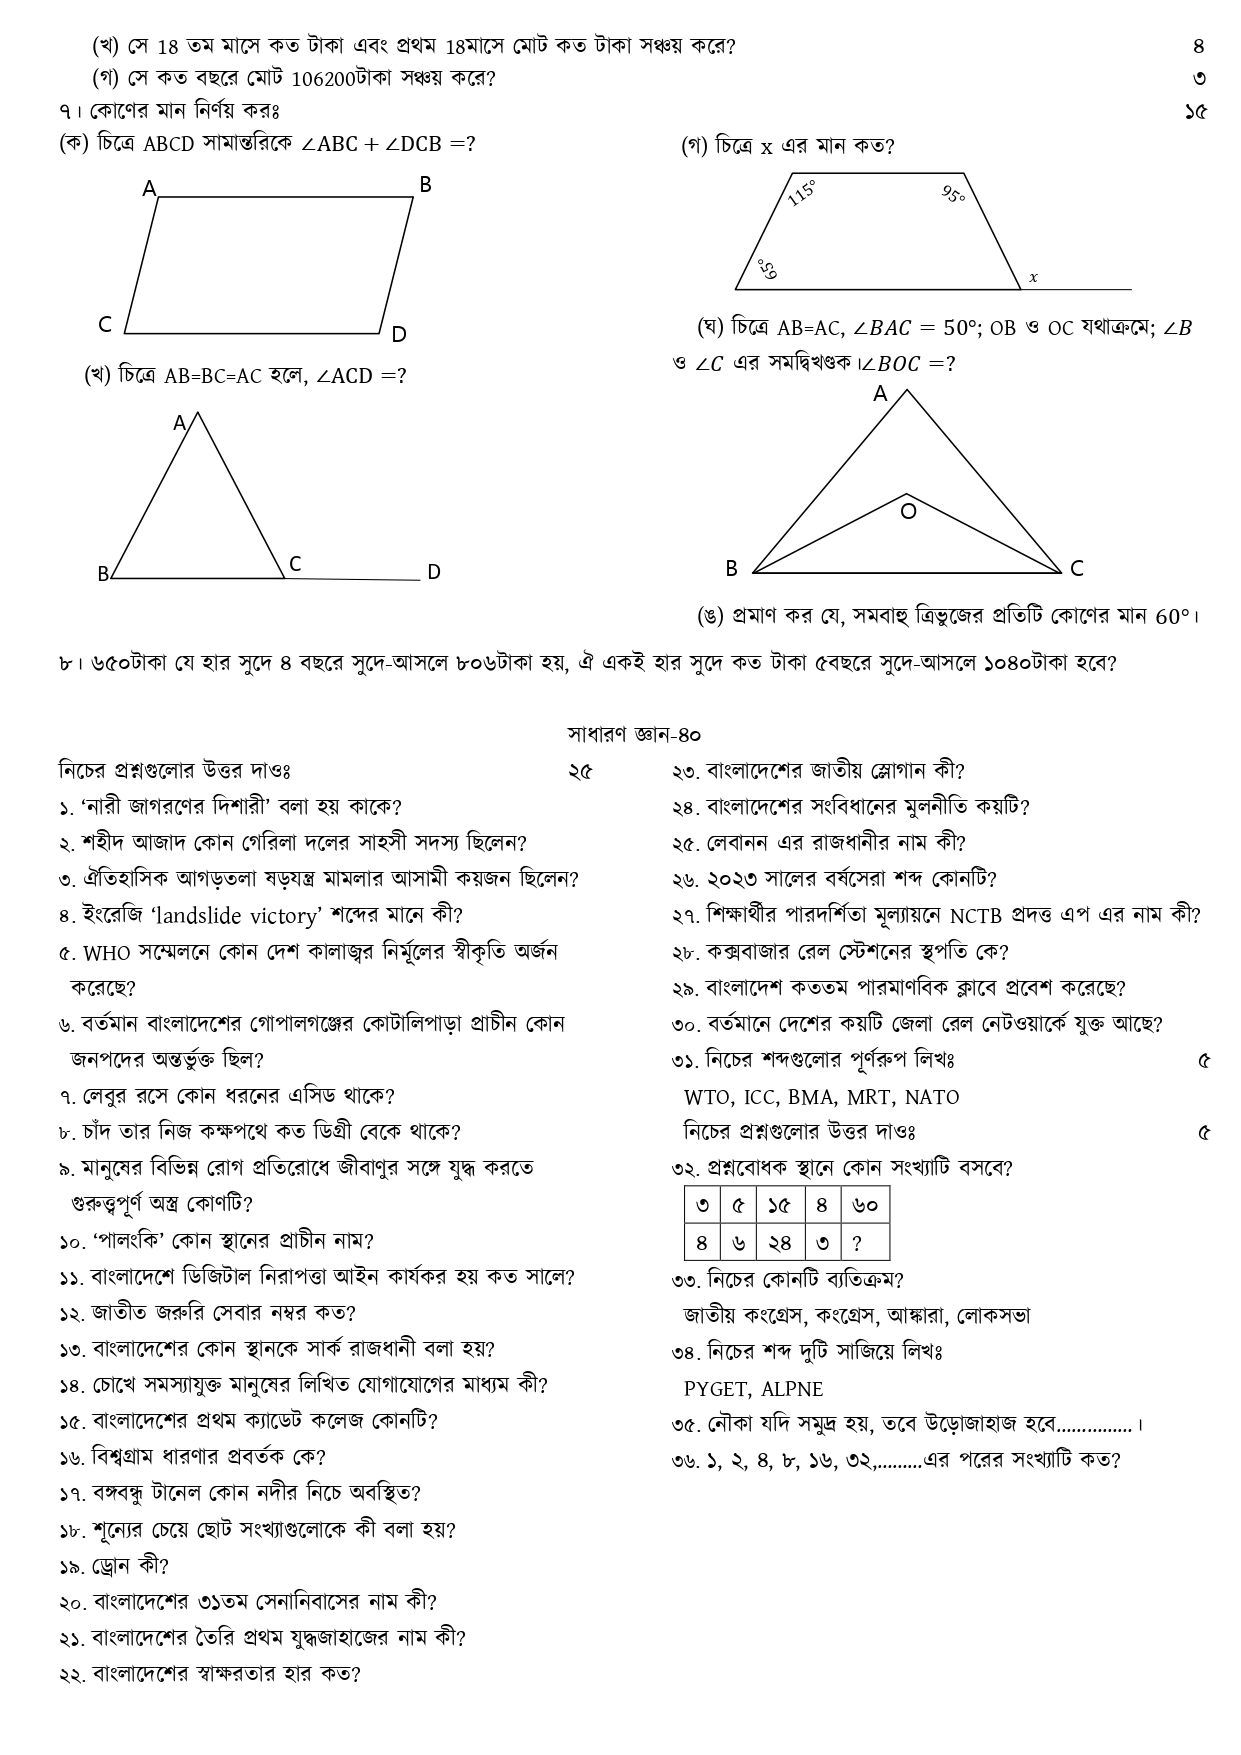 (খ) সে 18 তম মাসে কত টাকা এবং প্রথম 18মাসে মোট কত টাকা সঞ্চয় করে? ৪
(গ) সে কত বছরে মোট 106200টাকা সঞ্চয় করে? ৩
৭। কোণের মান নির্ণয় করঃ ১৫
(ক) চিত্রে ABCD সামান্তরিকে ∠ABC + ∠DCB =?
A
B
C
D
(খ) চিত্রে AB=BC=AC হলে, ∠ACD =?
A
B
C
D
(গ) চিত্রে x এর মান কত?
115°
95°
65°
x
(ঘ) চিত্রে AB=AC, ∠BAC = 50°; OB ও OC যথাক্রমে; ∠B
ও ∠C এর সমদ্বিখণ্ডক।∠BOC =?
A
O
B
C
(ঙ) প্রমাণ কর যে, সমবাহু ত্রিভুজের প্রতিটি কোণের মান 60°।
৮। ৬৫০টাকা যে হার সুদে ৪ বছরে সুদে-আসলে ৮০৬টাকা হয়, ঐ একই হার সুদে কত টাকা ৫বছরে সুদে-আসলে ১০৪০টাকা হবে?
সাধারণ জ্ঞান-৪০
নিচের প্রশ্নগুলোর উত্তর দাওঃ ২৫
১. ‘নারী জাগরণের দিশারী’ বলা হয় কাকে?
২. শহীদ আজাদ কোন গেরিলা দলের সাহসী সদস্য ছিলেন?
৩. ঐতিহাসিক আগড়তলা ষড়যন্ত্র মামলার আসামী কয়জন ছিলেন?
৪. ইংরেজি ‘landslide victory’ শব্দের মানে কী?
৫. WHO সম্মেলনে কোন দেশ কালাজ্বর নির্মূলের স্বীকৃতি অর্জন
করেছে?
৬. বর্তমান বাংলাদেশের গোপালগঞ্জের কোটালিপাড়া প্রাচীন কোন
জনপদের অন্তর্ভুক্ত ছিল?
৭. লেবুর রসে কোন ধরনের এসিড থাকে?
৮. চাঁদ তার নিজ কক্ষপথে কত ডিগ্রী বেকে থাকে?
৯. মানুষের বিভিন্ন রোগ প্রতিরোধে জীবাণুর সঙ্গে যুদ্ধ করতে
গুরুত্ত্বপূর্ণ অস্ত্র কোণটি?
১০. ‘পালংকি’ কোন স্থানের প্রাচীন নাম?
১১. বাংলাদেশে ডিজিটাল নিরাপত্তা আইন কার্যকর হয় কত সালে?
১২. জাতীত জরুরি সেবার নম্বর কত?
১৩. বাংলাদেশের কোন স্থানকে সার্ক রাজধানী বলা হয়?
১৪. চোখে সমস্যাযুক্ত মানুষের লিখিত যোগাযোগের মাধ্যম কী?
১৫. বাংলাদেশের প্রথম ক্যাডেট কলেজ কোনটি?
১৬. বিশ্বগ্রাম ধারণার প্রবর্তক কে?
১৭. বঙ্গবন্ধু টানেল কোন নদীর নিচে অবস্থিত?
১৮. শূন্যের চেয়ে ছোট সংখ্যাগুলোকে কী বলা হয়?
১৯. ড্রোন কী?
২০. বাংলাদেশের ৩১তম সেনানিবাসের নাম কী?
২১. বাংলাদেশের তৈরি প্রথম যুদ্ধজাহাজের নাম কী?
২২. বাংলাদেশের স্বাক্ষরতার হার কত?
২৩. বাংলাদেশের জাতীয় স্লোগান কী?
২৪. বাংলাদেশের সংবিধানের মুলনীতি কয়টি?
২৫. লেবানন এর রাজধানীর নাম কী?
২৬. ২০২৩ সালের বর্ষসেরা শব্দ কোনটি?
২৭. শিক্ষার্থীর পারদর্শিতা মূল্যায়নে NCTB প্রদত্ত এপ এর নাম কী?
২৮. কক্সবাজার রেল স্টেশনের স্থপতি কে?
২৯. বাংলাদেশ কততম পারমাণবিক ক্লাবে প্রবেশ করেছে?
৩০. বর্তমানে দেশের কয়টি জেলা রেল নেটওয়ার্কে যুক্ত আছে?
৩১. নিচের শব্দগুলোর পূর্ণরুপ লিখঃ ৫
WTO, ICC, BMA, MRT, NATO
নিচের প্রশ্নগুলোর উত্তর দাওঃ ৫
৩২. প্রশ্নবোধক স্থানে কোন সংখ্যাটি বসবে?
৩ ৫ ১৫ ৪ ৬০
৪ ৬ ২৪ ৩ ?
৩৩. নিচের কোনটি ব্যতিক্রম?
জাতীয় কংগ্রেস, কংগ্রেস, আঙ্কারা, লোকসভা
৩৪. নিচের শব্দ দুটি সাজিয়ে লিখঃ
PYGET, ALPNE
৩৫. নৌকা যদি সমুদ্র হয়, তবে উড়োজাহাজ হবে...............।
৩৬. ১, ২, ৪, ৮, ১৬, ৩২,.........এর পরের সংখ্যাটি কত?